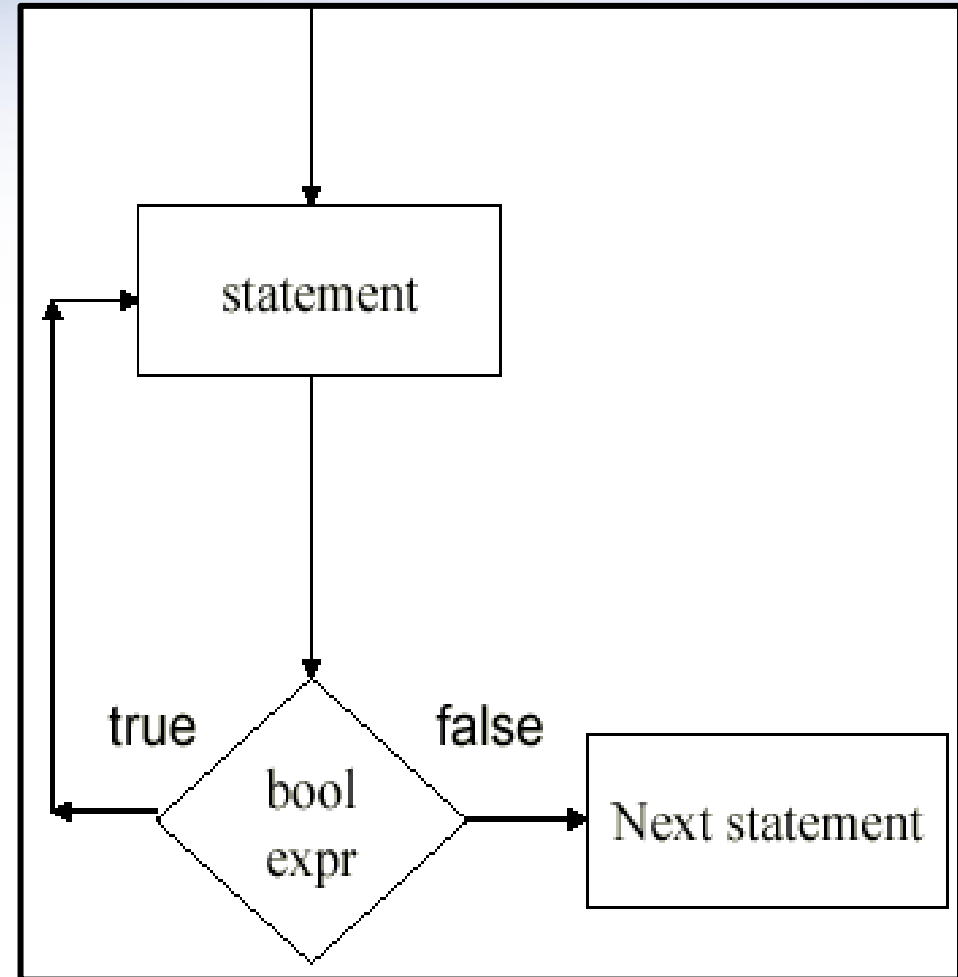 statement
true
false
bool
expr
Next statement